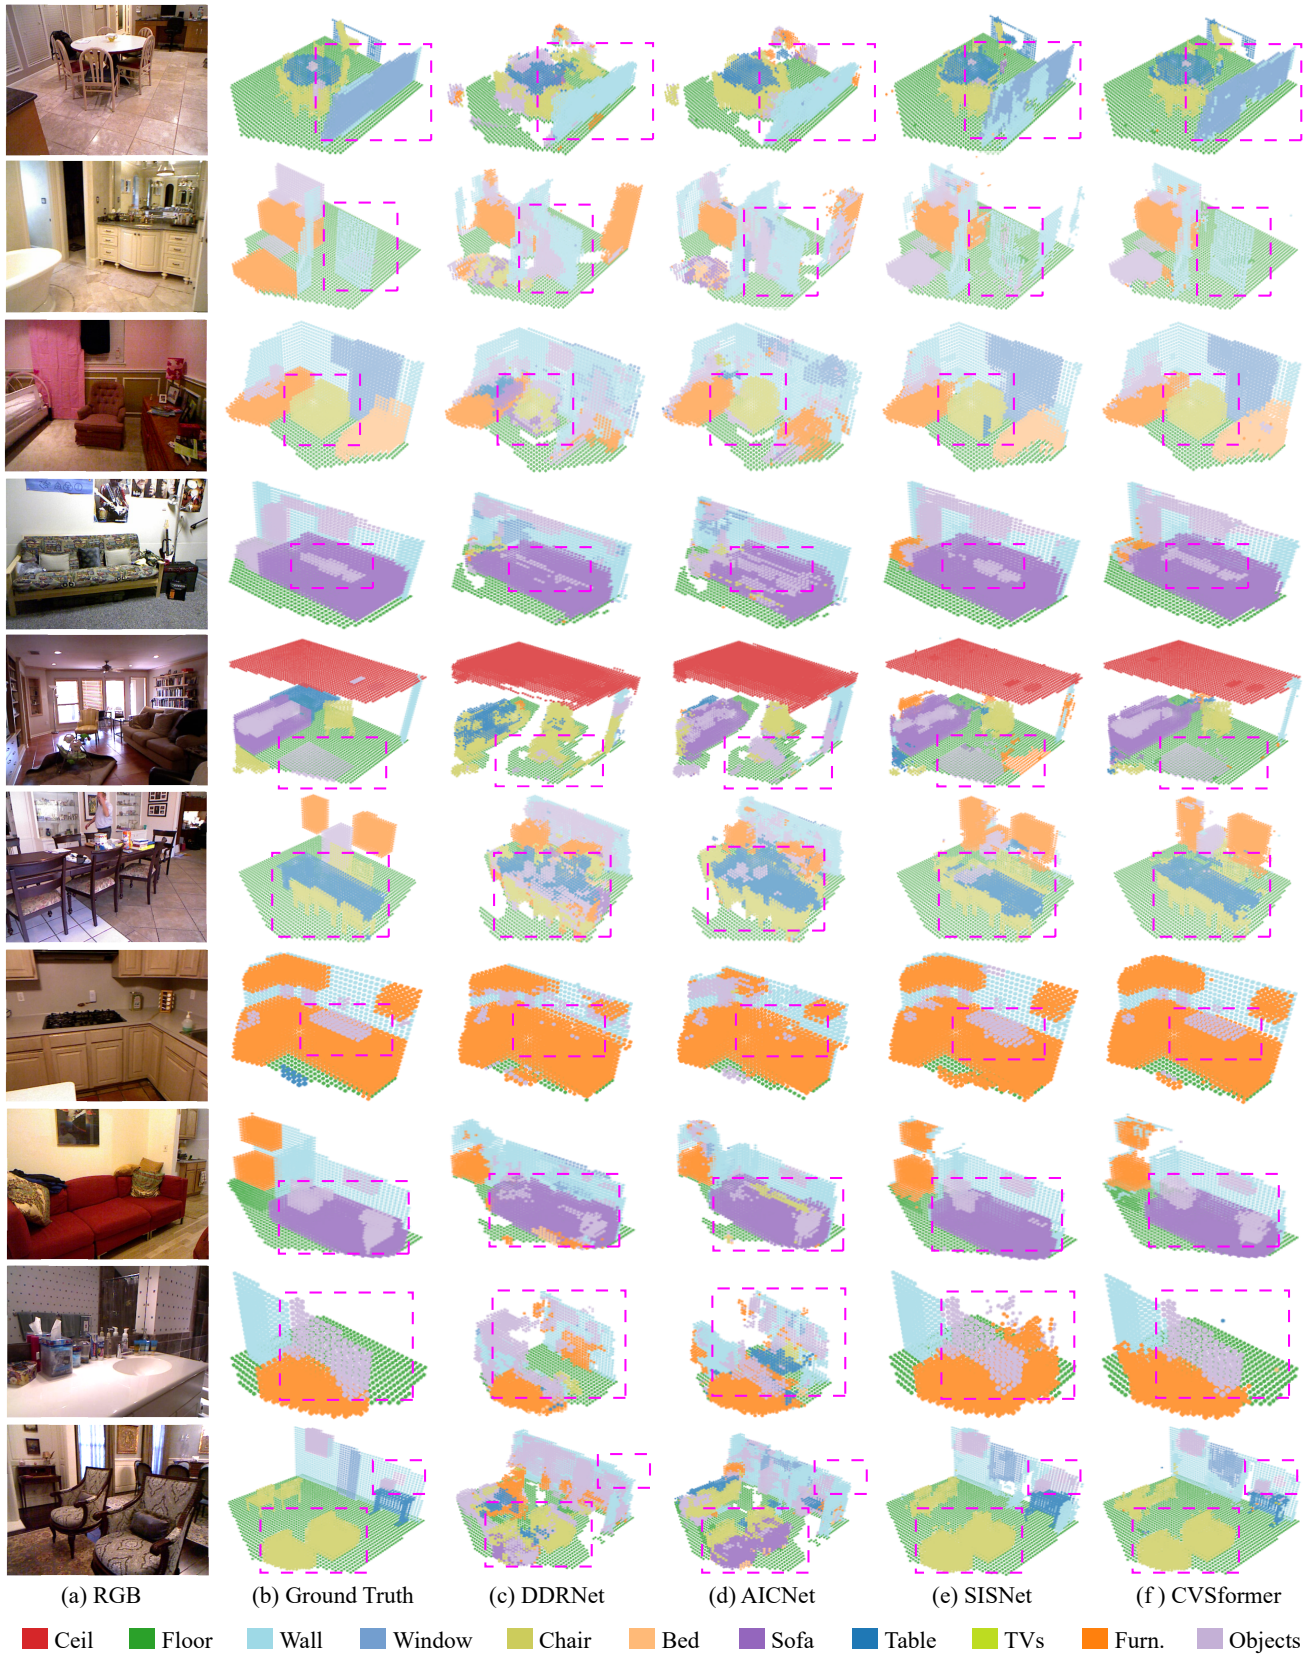 (a) RGB (b) Ground Truth (c) DDRNet (d) AICNet (e) SISNet (f ) CVSformer
Ceil Floor Wall Window Chair Bed Sofa Table TVs Furn. Objects